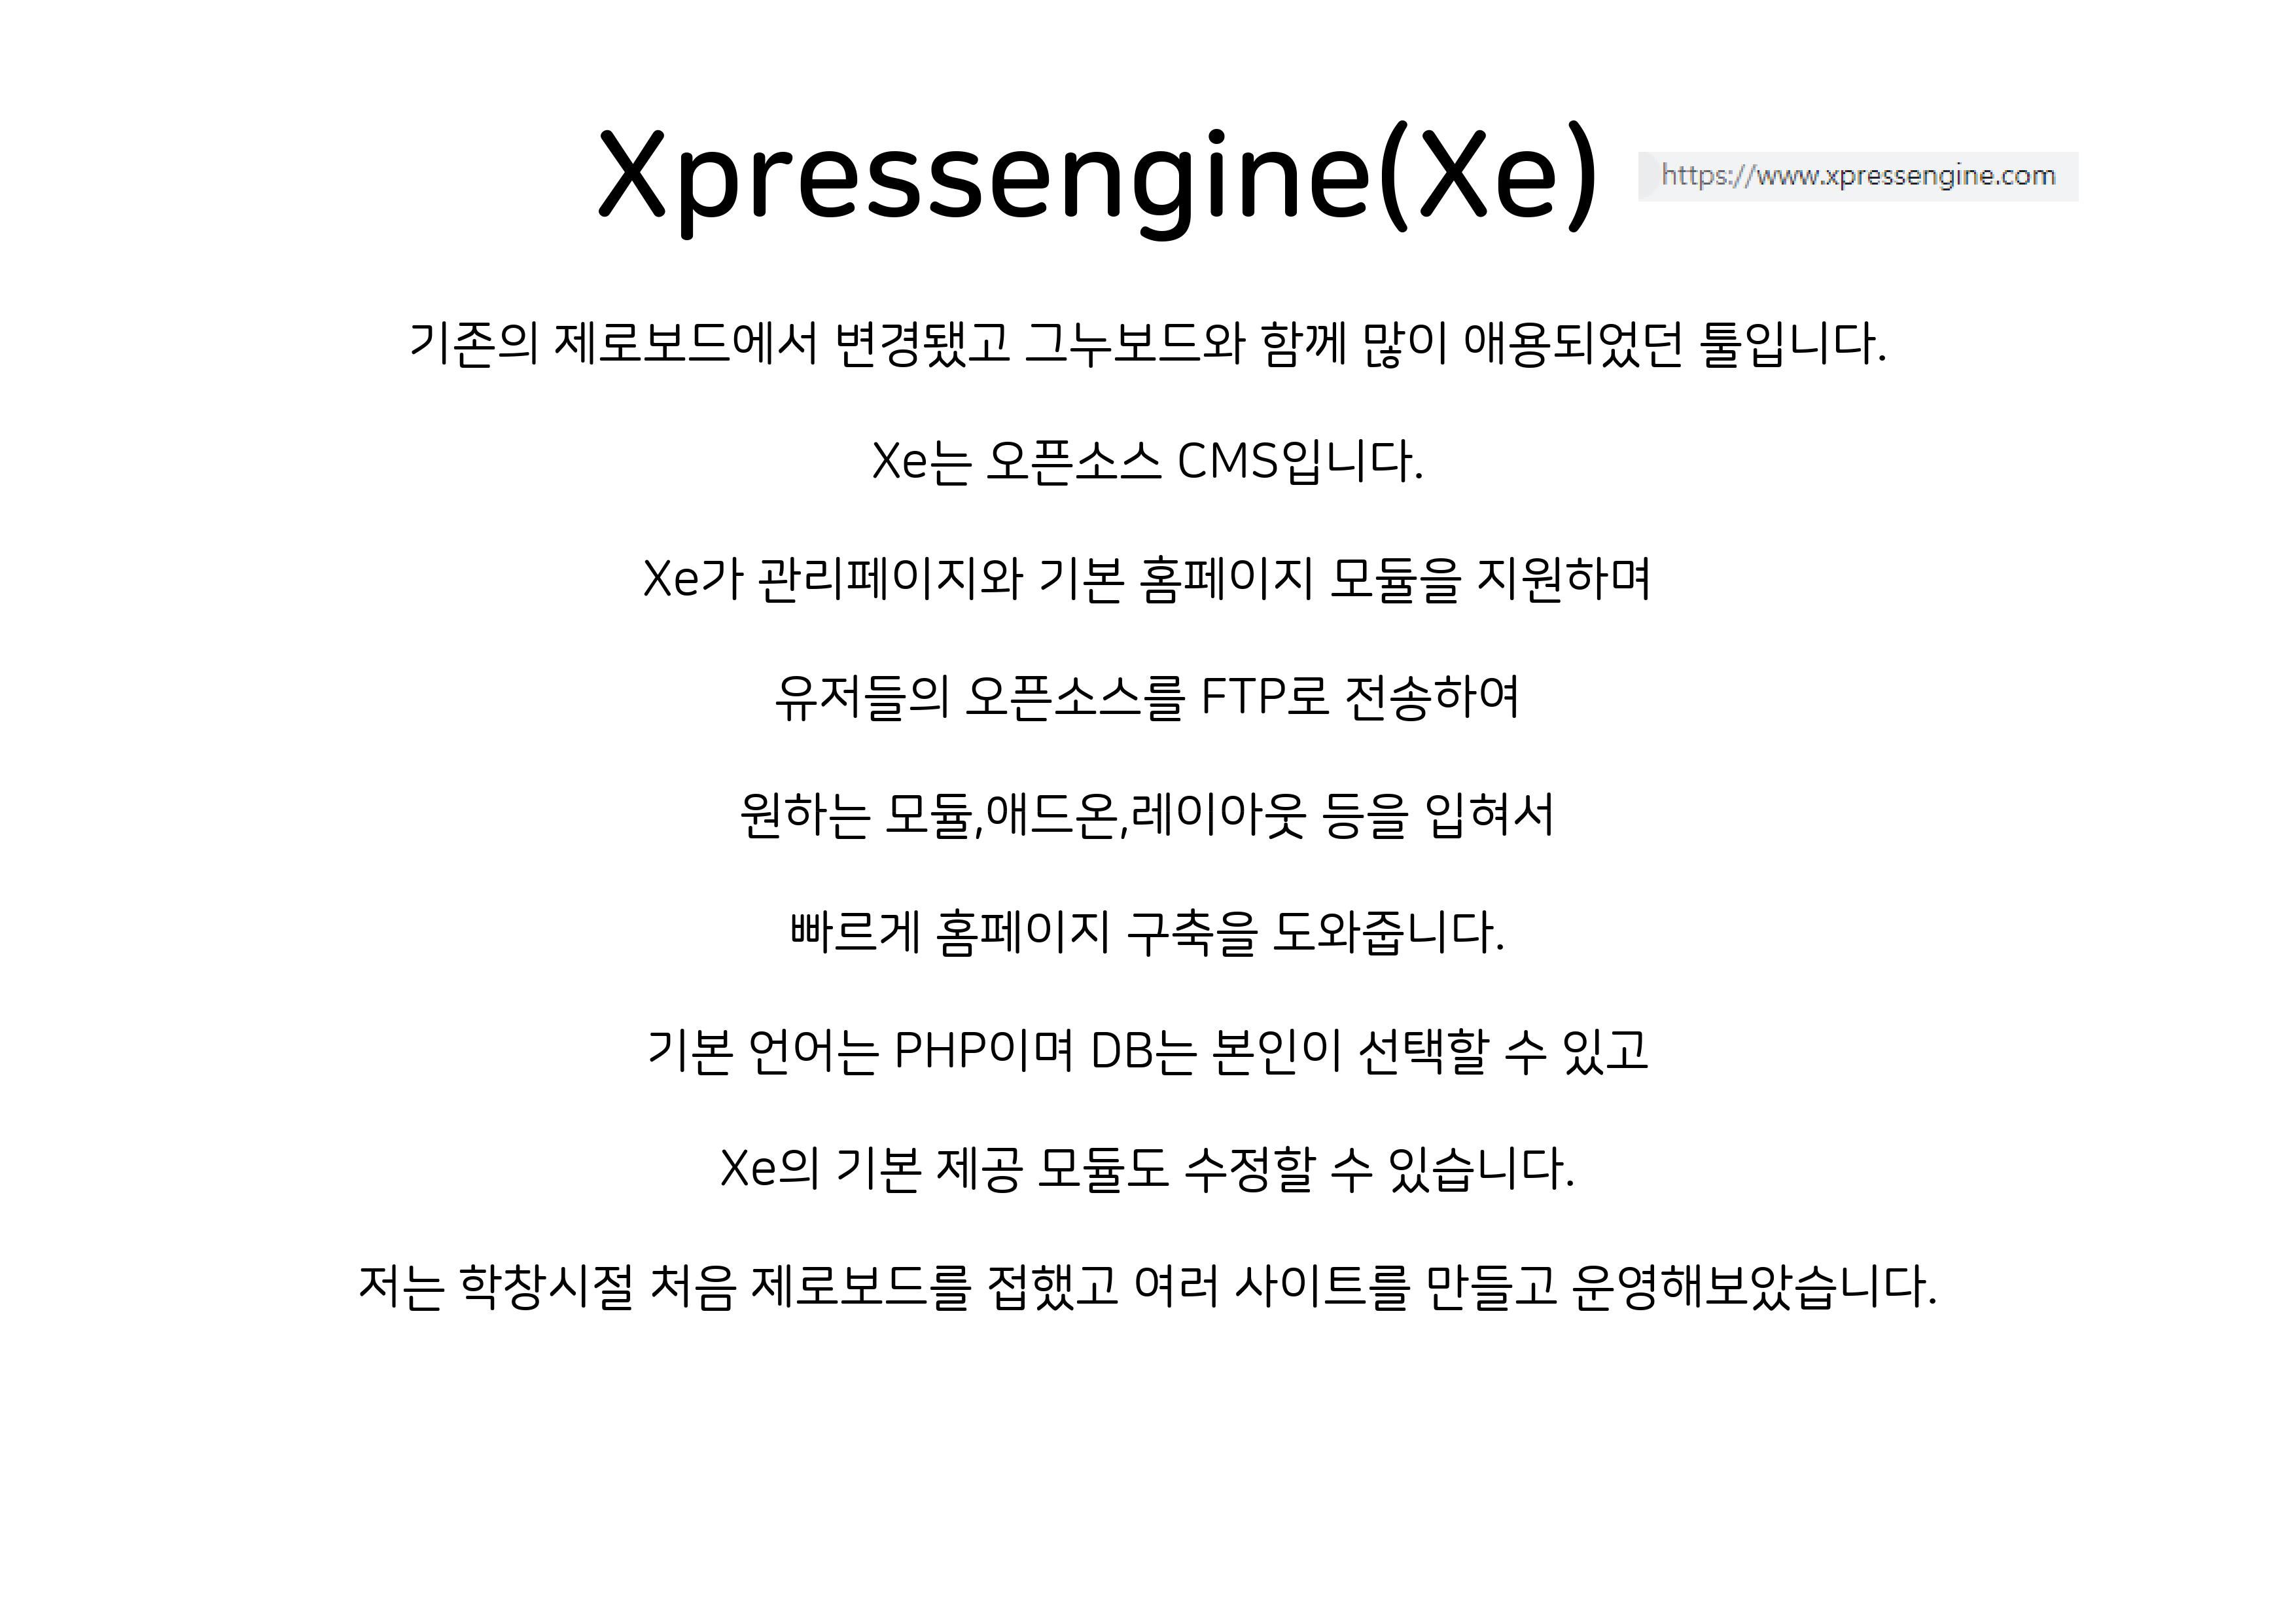 Xpressengine(Xe) https://www.xpressengine.com
기존의 제로보드에서 변경됐고 그누보드와 함께 많이 애용되었던 툴입니다.
Xe는 오픈소스 CMS입니다.
Xe가 관리페이지와 기본 홈페이지 모듈을 지원하며
유저들의 오픈소스를 FTP로 전송하여
원하는 모듈,애드온,레이아웃 등을 입혀서
빠르게 홈페이지 구축을 도와줍니다.
기본 언어는 PHP이며 DB는 본인이 선택할 수 있고
Xe의 기본 제공 모듈도 수정할 수 있습니다.
저는 학창시절 처음 제로보드를 접했고 여러 사이트를 만들고 운영해보았습니다.